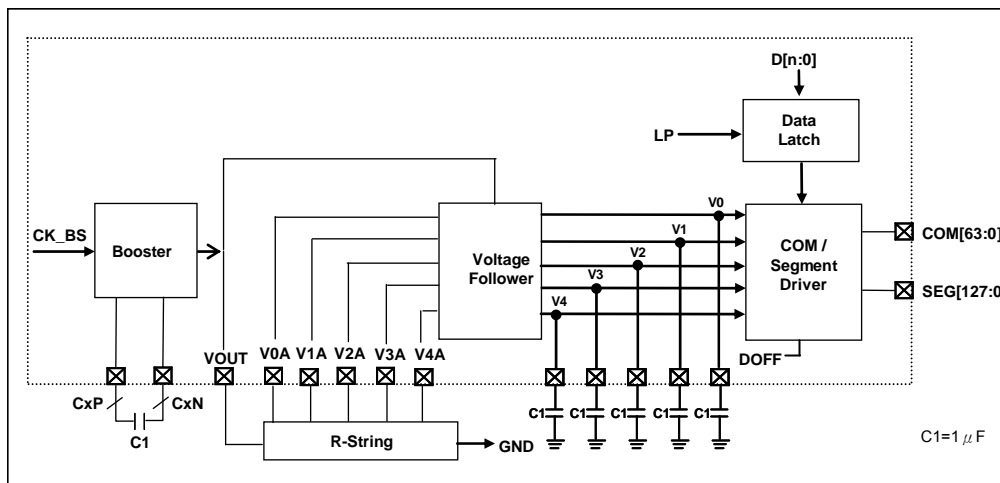 D[n:0]
Data
Latch
LP
CK_BS
Booster
Voltage
Follower
V0
V1
V2
V3
V4
COM /
Segment
Driver
COM[63:0]
SEG[127:0
DOFF
VOUT
V0A
V1A
V2A
V3A
V4A
CxP
CxN
C1
R-String
GND
C1
C1
C1
C1
C1
C1=1μF